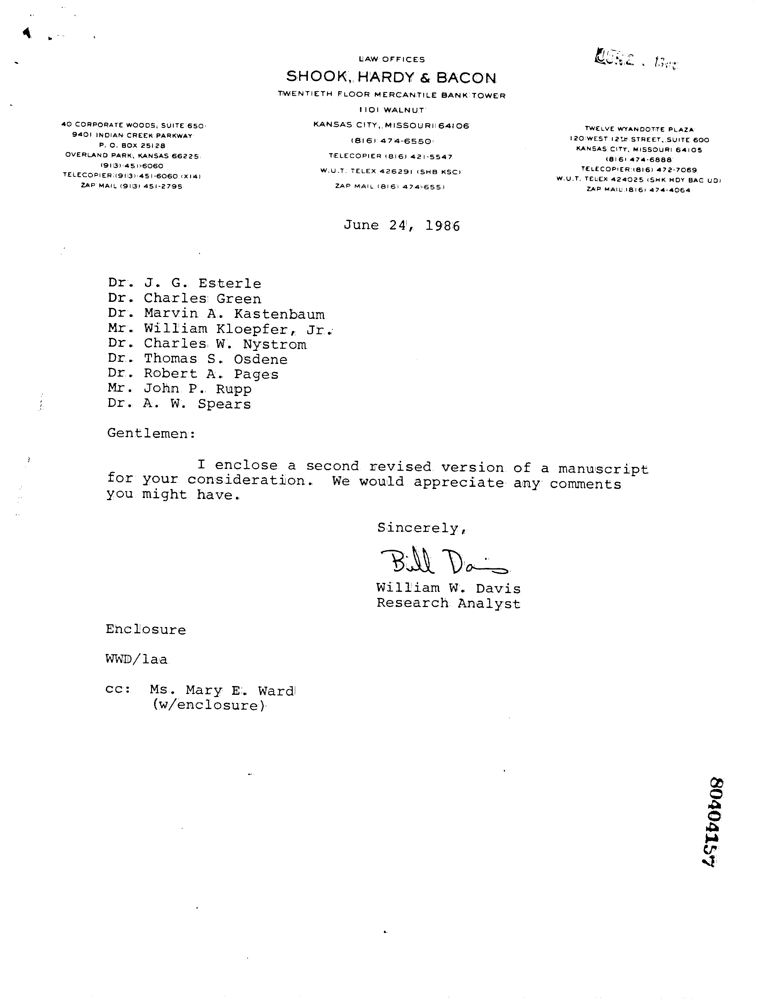 LAW OFFICES
SHOOK, HARDY & BACON
TWENTIETH FLOOR MERCANTILE BANK TOWER
1101 WALNUT
KANSAS CITY, MISSOURI 64106
(816) 474-6550
TELECOPIER (816) 421-5547
W.U.T. TELEX 426291 (SHB KSC)
ZAP MAIL (816) 474-6551
40 CORPORATE WOODS, SUITE 650
9401 INDIAN CREEK PARKWAY
P. O. BOX 25128
OVERLAND PARK, KANSAS 66225
(913) 451-6060
TELECOPIER (913) 451-6060 (X141)
ZAP MAIL (913) 451-2795
TWELVE WYANDOTTE PLAZA
120 WEST 12TH STREET, SUITE 600
KANSAS CITY, MISSOURI 64105
(816) 474-6888
TELECOPIER (816) 472-7069
W.U.T. TELEX 424025 (SHK HDY BAC UD)
ZAP MAIL (816) 474-4064
June 24, 1986
Dr. J. G. Esterle
Dr. Charles Green
Dr. Marvin A. Kastenbaum
Mr. William Kloepfer, Jr.
Dr. Charles W. Nystrom
Dr. Thomas S. Osdene
Dr. Robert A. Pages
Mr. John P. Rupp
Dr. A. W. Spears
Gentlemen:
I enclose a second revised version of a manuscript
for your consideration. We would appreciate any comments
you might have.
Sincerely,
Bill Davis
William W. Davis
Research Analyst
Enclosure
WWD/laa
cc: Ms. Mary E. Ward
(w/enclosure)
80404157